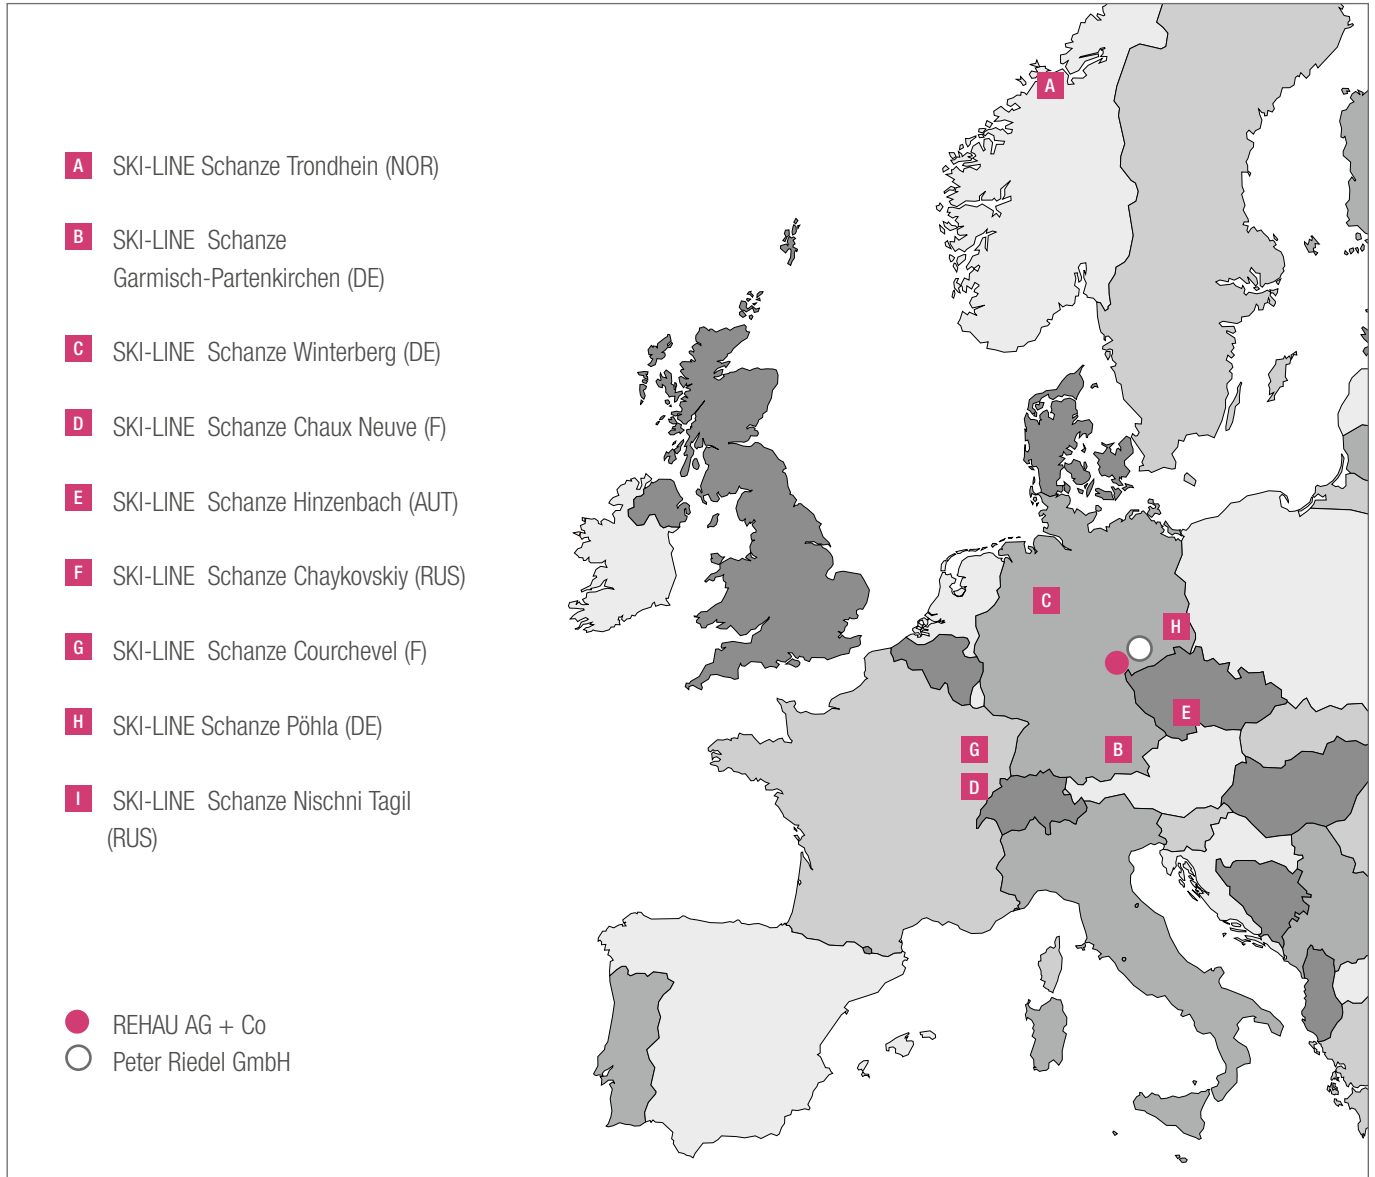 A SKI-LINE Schanze Trondhein (NOR)
B SKI-LINE Schanze
Garmisch-Partenkirchen (DE)
C SKI-LINE Schanze Winterberg (DE)
D SKI-LINE Schanze Chaux Neuve (F)
E SKI-LINE Schanze Hinzenbach (AUT)
F SKI-LINE Schanze Chaykovskiy (RUS)
G SKI-LINE Schanze Courchevel (F)
H SKI-LINE Schanze Pöhla (DE)
I SKI-LINE Schanze Nischni Tagil
(RUS)
REHAU AG + Co
Peter Riedel GmbH
A
C
H
E
G
B
D